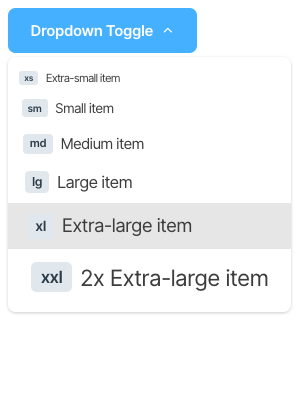 Dropdown Toggle
xs Extra-small item
sm Small item
md Medium item
lg Large item
xl Extra-large item
xxl 2x Extra-large item